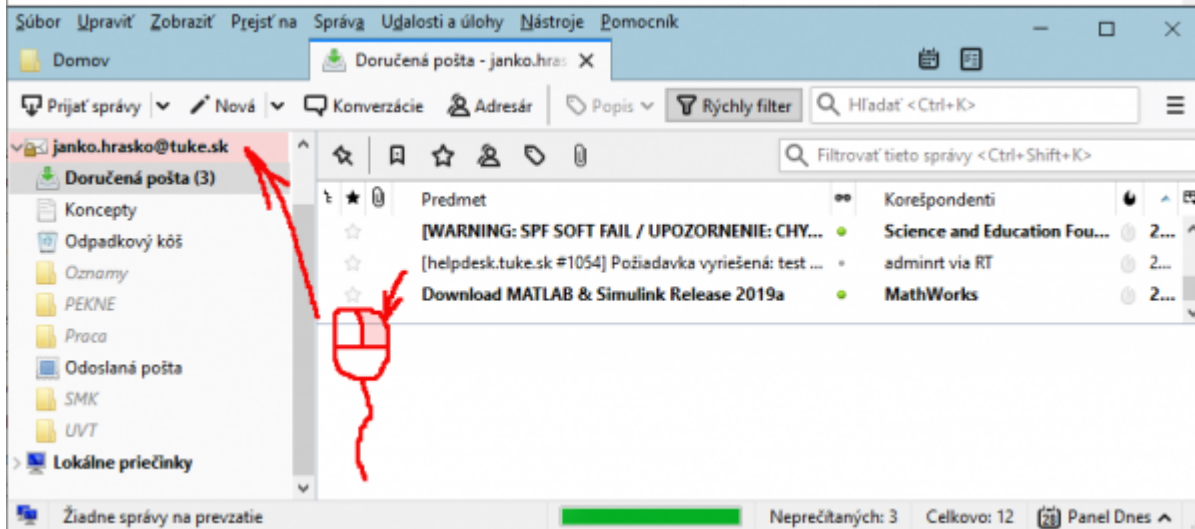 Súbor Upraviť Zobraziť Prejsť na Správa Udalosti a úlohy Nástroje Pomocník
Domov
Doručená pošta - janko.hras
Prijať správy Nová Konverzácie Adresár Popis Rýchly filter Hľadať <Ctrl+K>
janko.hrasko@tuke.sk
Filtrovať tieto správy <Ctrl+Shift+K>
Doručená pošta (3)
Predmet Korešpondenti
Koncepty
[WARNING: SPF SOFT FAIL / UPOZORNENIE: CHY... Science and Education Fou... 2...
Odpadkový kôš
[helpdesk.tuke.sk #1054] Požiadavka vyriešená: test ... adminrt via RT 2...
Oznamy
Download MATLAB & Simulink Release 2019a MathWorks 2...
PEKNE
Praca
Odoslaná pošta
SMK
UVT
Lokálne priečinky
Žiadne správy na prevzatie Neprečítaných: 3 Celkovo: 12 28 Panel Dnes